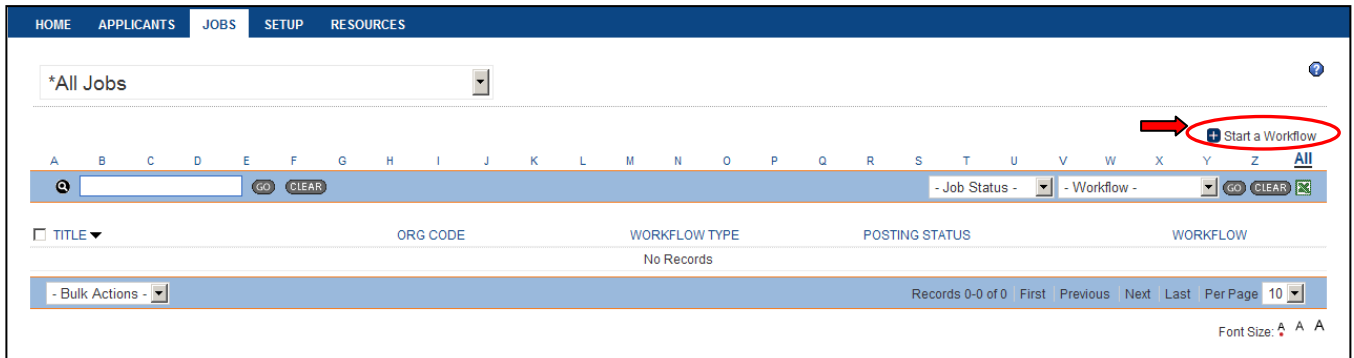 HOME APPLICANTS JOBS SETUP RESOURCES
*All Jobs
Start a Workflow
A B C D E F G H I J K L M N O P Q R S T U V W X Y Z All
GO CLEAR - Job Status - - Workflow - GO CLEAR
TITLE ORG CODE WORKFLOW TYPE POSTING STATUS WORKFLOW
No Records
- Bulk Actions - Records 0-0 of 0 First Previous Next Last Per Page 10
Font Size: A A A